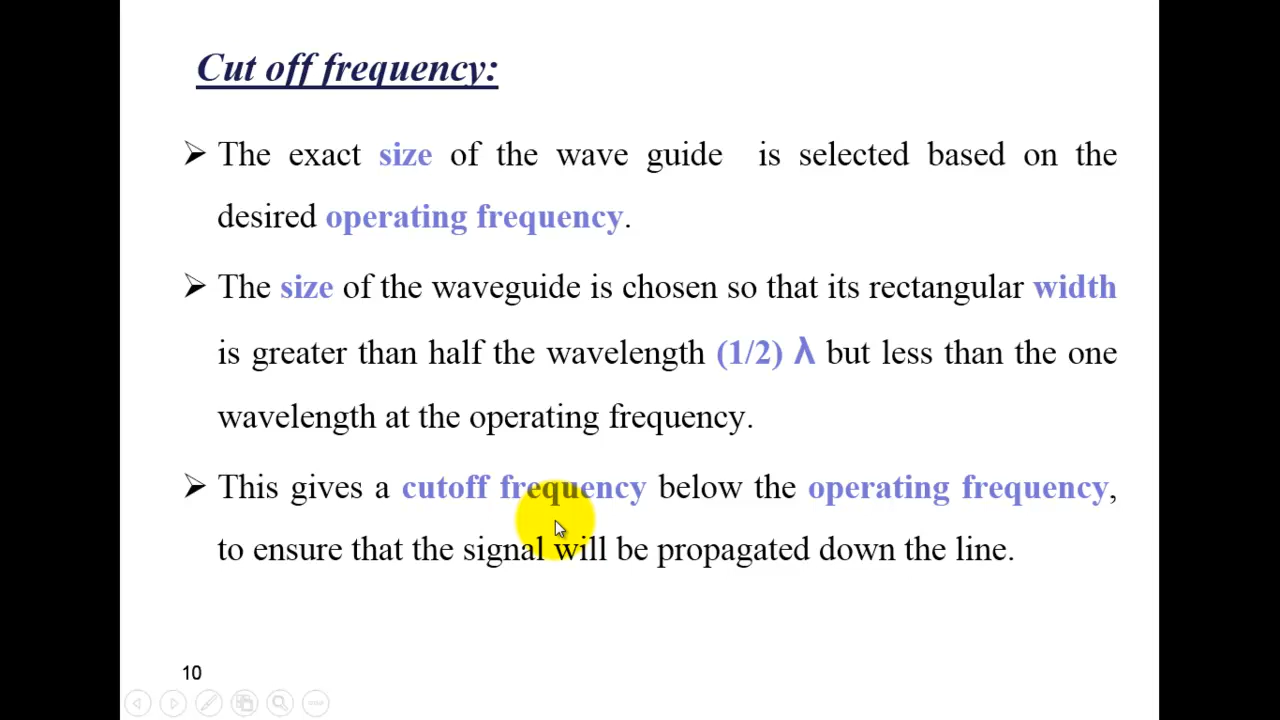 Cut off frequency:
➢ The exact size of the wave guide is selected based on the
desired operating frequency.
➢ The size of the waveguide is chosen so that its rectangular width
is greater than half the wavelength (1/2) λ but less than the one
wavelength at the operating frequency.
➢ This gives a cutoff frequency below the operating frequency,
to ensure that the signal will be propagated down the line.
10